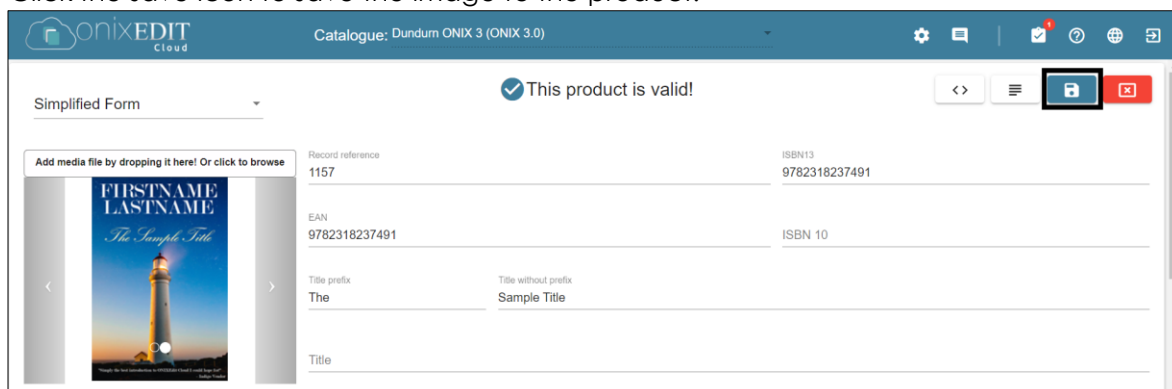 Click the save icon to save the image to the product.
onixEDIT
Cloud
Catalogue: Dundurn ONIX 3 (ONIX 3.0)
1
Simplified Form
This product is valid!
Add media file by dropping it here! Or click to browse
Record reference
1157
ISBN13
9782318237491
FIRSTNAME
LASTNAME
The Sample Title
EAN
9782318237491
ISBN 10
Title prefix
The
Title without prefix
Sample Title
Title